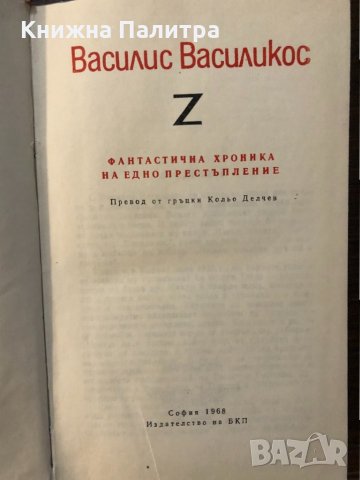 Книжна Палитра
Василис Василикос
Z
ФАНТАСТИЧНА ХРОНИКА
НА ЕДНО ПРЕСТЪПЛЕНИЕ
Превод от гръцки Кольо Делчев
София 1968
Издателство на БКП
BAZAR